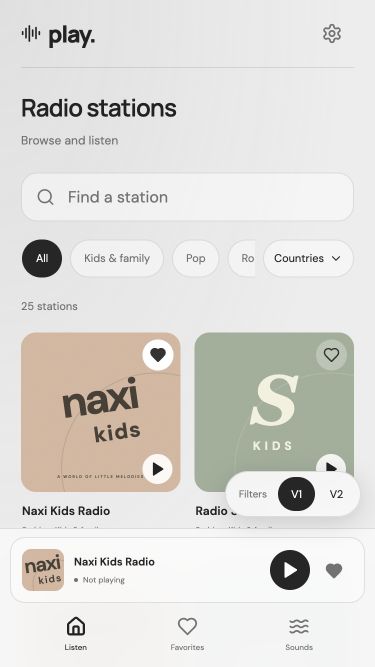 play.
Radio stations
Browse and listen
Find a station
All
Kids & family
Pop
Ro
Countries
25 stations
naxi
kids
A WORLD OF LITTLE MELODIES
S
KIDS
Filters
V1
V2
Naxi Kids Radio
Radio
naxi
kids
Naxi Kids Radio
Not playing
Listen
Favorites
Sounds